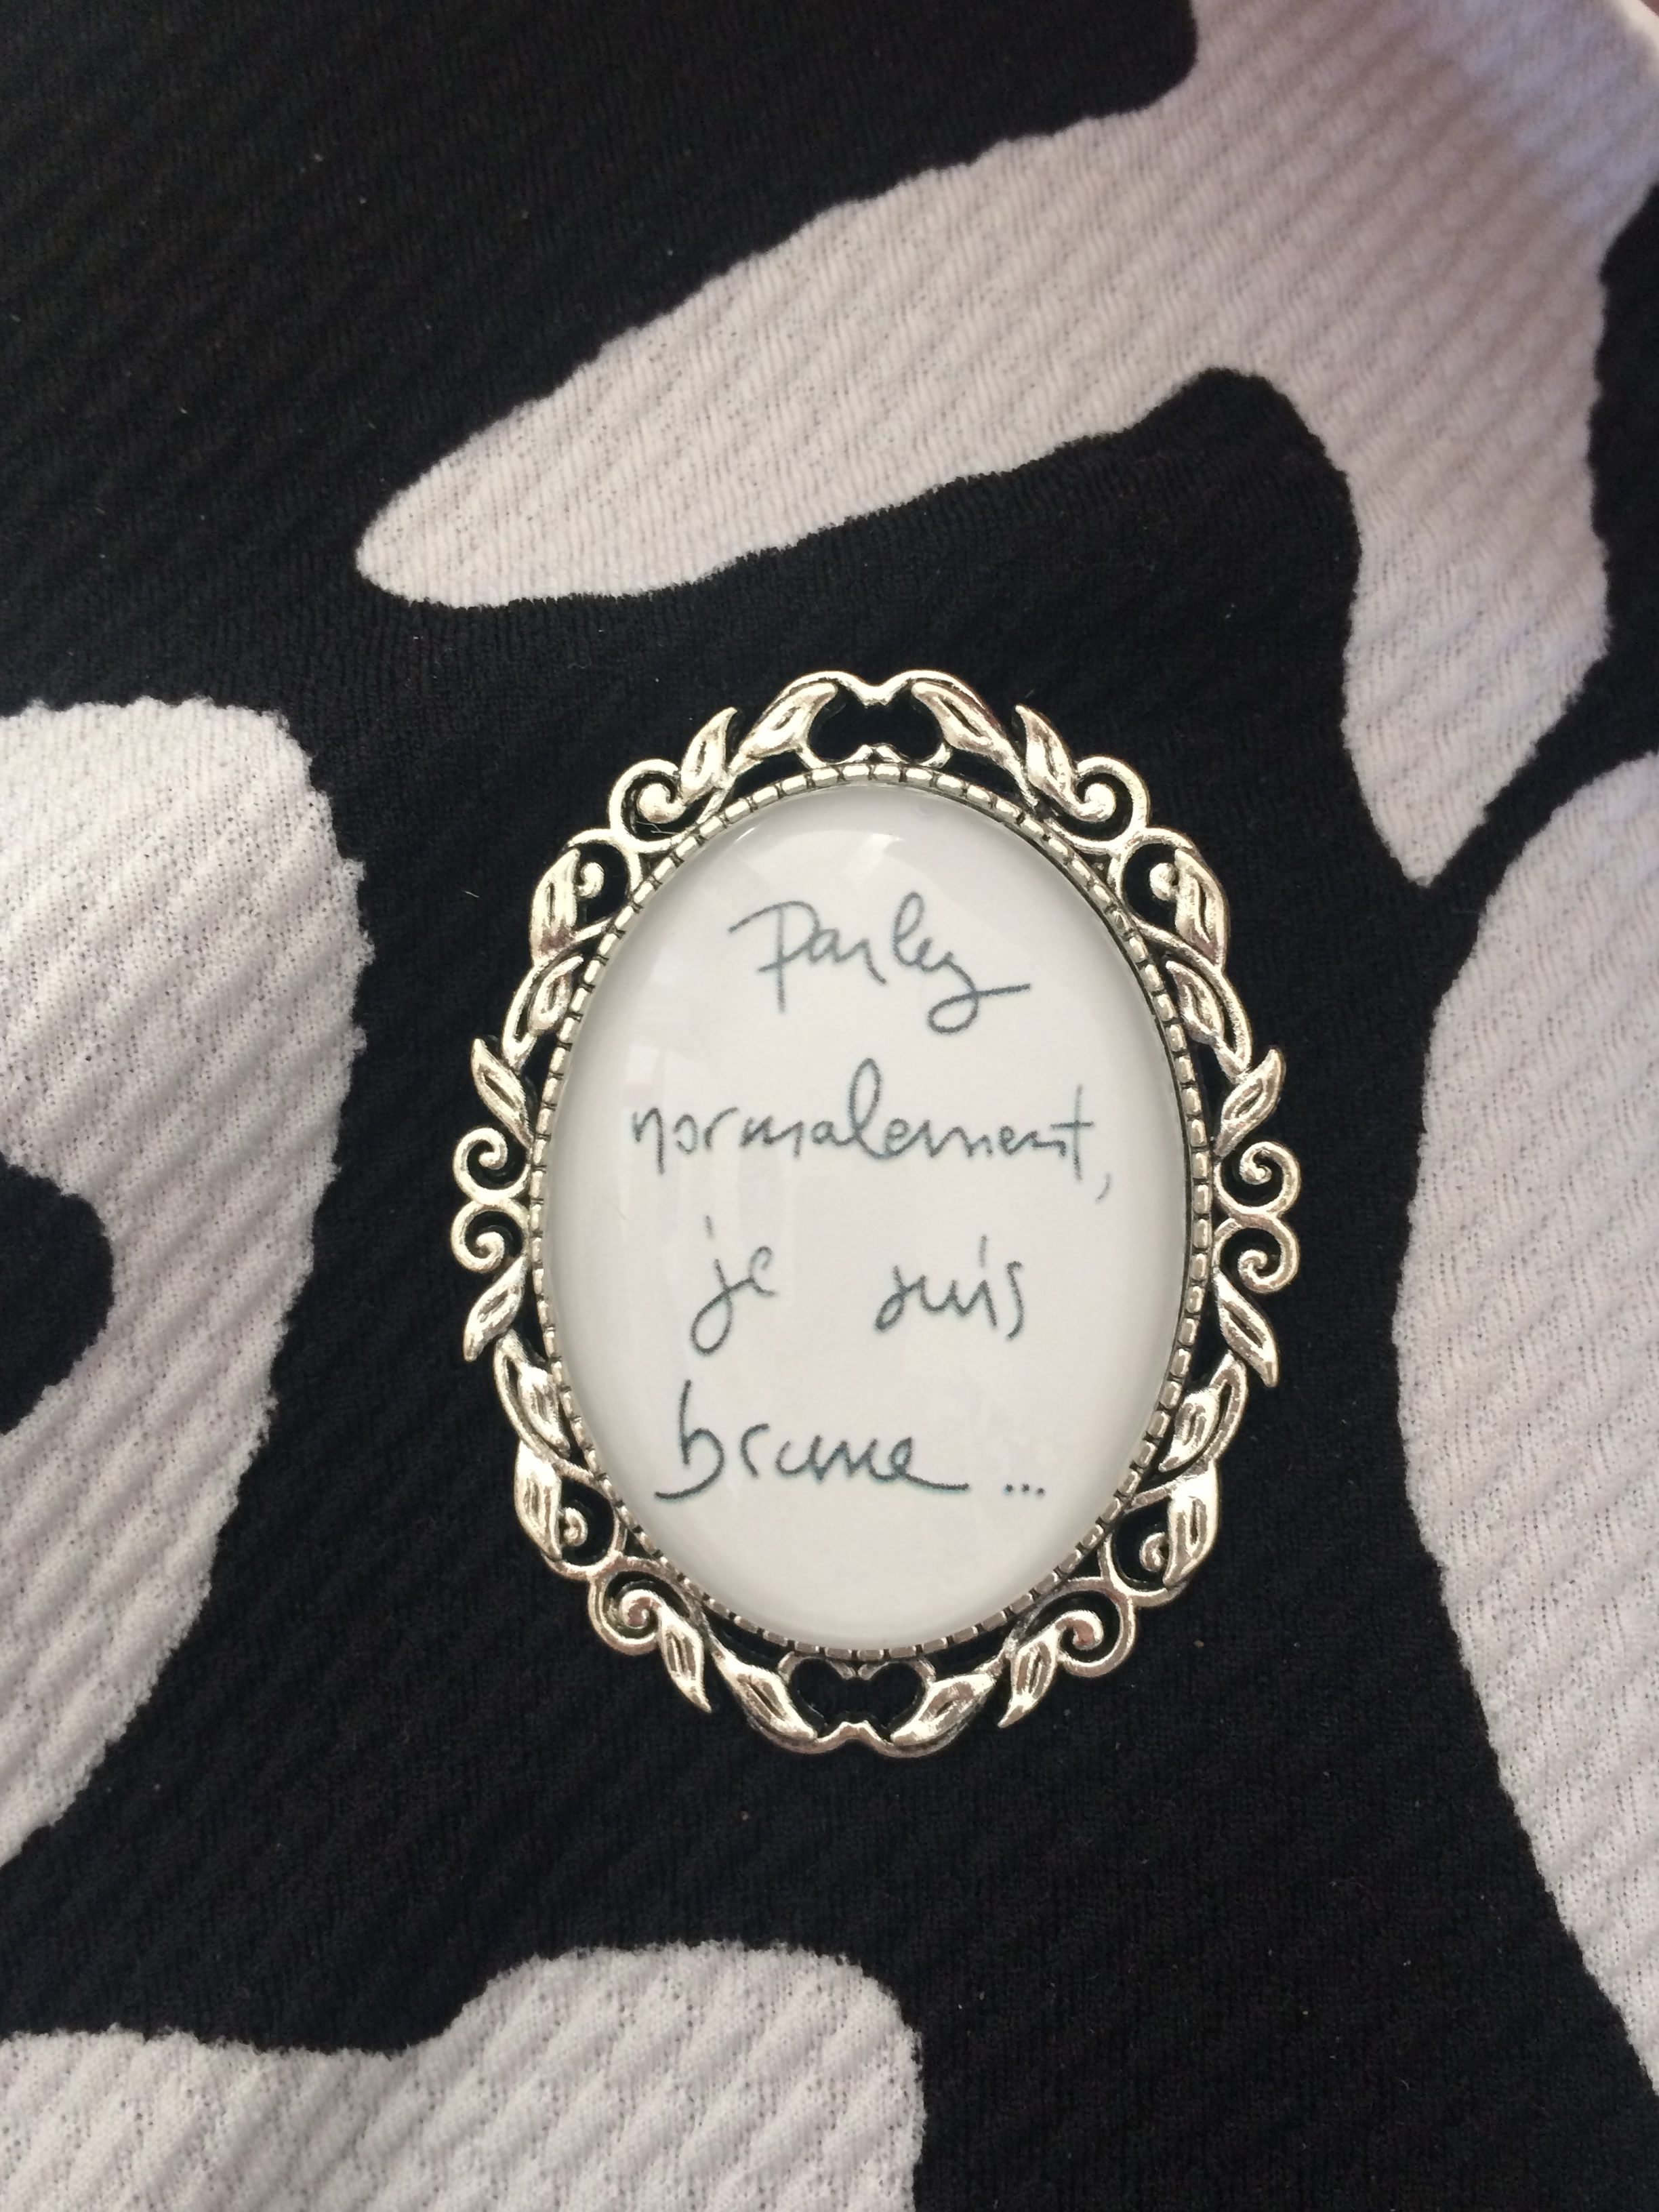 Parlez
normalement,
je suis
brune ...